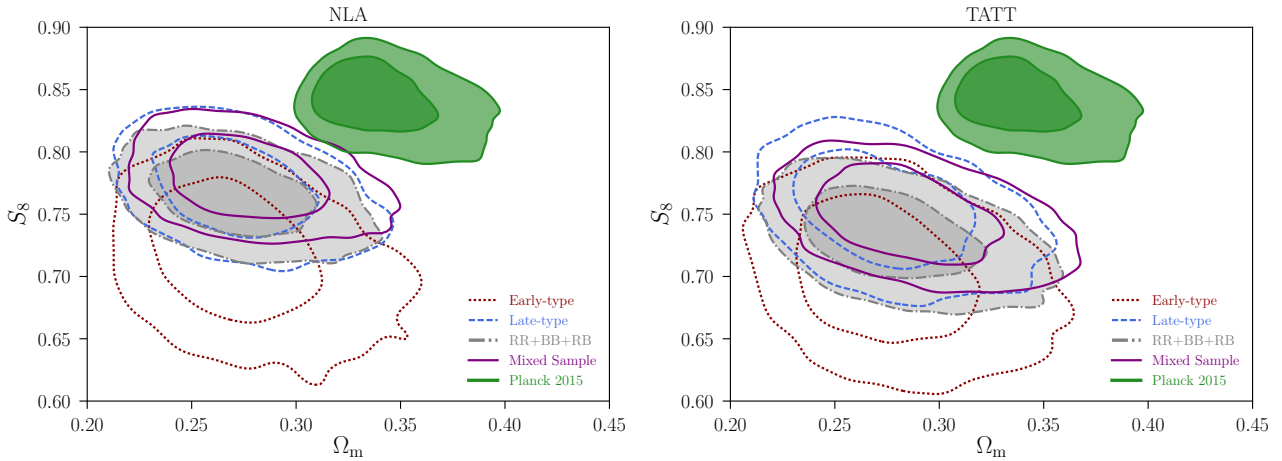 NLA
0.90
0.85
0.80
0.75
0.70
0.65
0.60
S₈
0.20
0.25
0.30
0.35
0.40
0.45
Ωₘ
Early-type
Late-type
RR+BB+RB
Mixed Sample
Planck 2015
TATT
0.90
0.85
0.80
0.75
0.70
0.65
0.60
S₈
0.20
0.25
0.30
0.35
0.40
0.45
Ωₘ
Early-type
Late-type
RR+BB+RB
Mixed Sample
Planck 2015